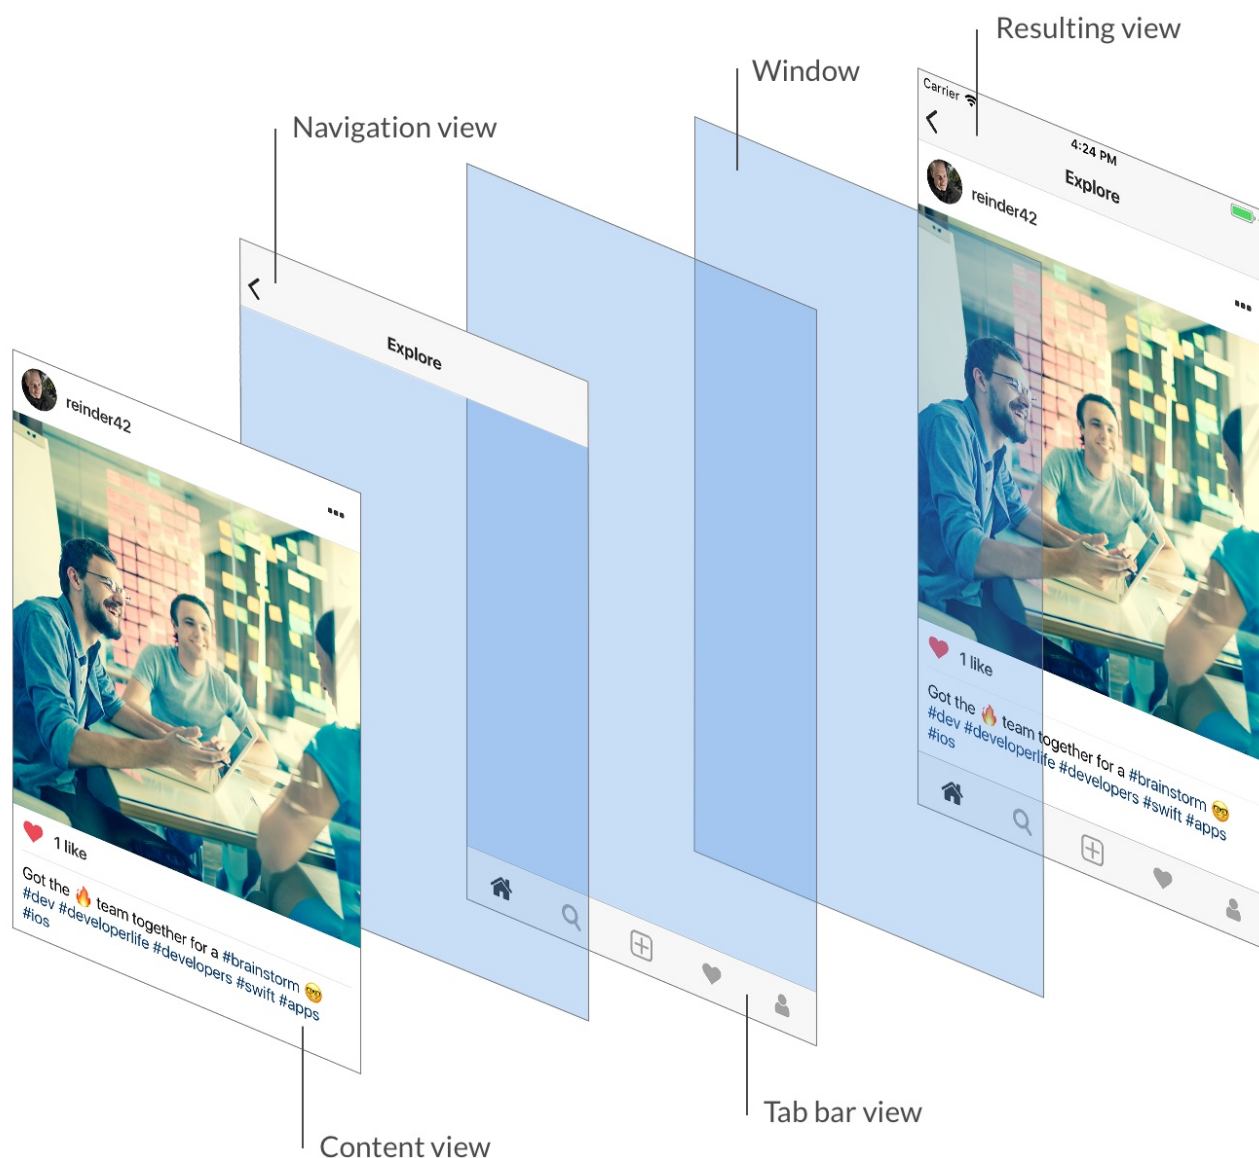 Resulting view
Window
Navigation view
Carrier
4:24 PM
Explore
reinder42
Explore
reinder42
1 like
Got the 🔥 team together for a #brainstorm 🤓
#dev #developerlife #developers #swift #apps
#ios
1 like
Got the 🔥 team together for a #brainstorm 🤓
#dev #developerlife #developers #swift #apps
#ios
Tab bar view
Content view